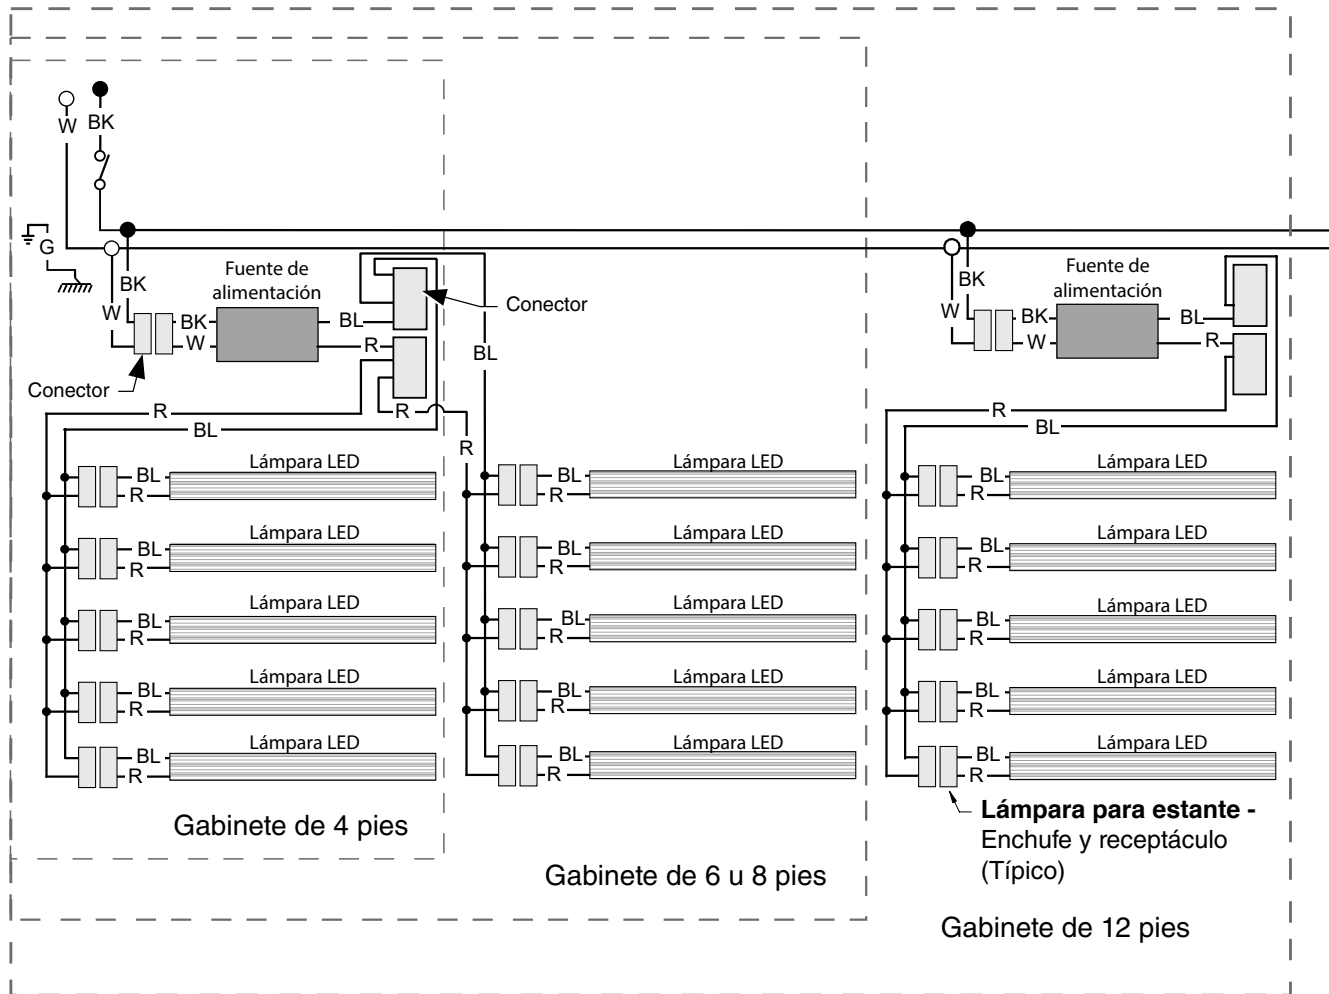 W
BK
G
BK
W
Fuente de
alimentación
BK
W
BL
R
Conector
Conector
BL
R
BL
R
R
BK
W
Fuente de
alimentación
BK
W
BL
R
R
BL
Lámpara LED
BL
R
Lámpara LED
BL
R
Lámpara LED
BL
R
Lámpara LED
BL
R
Lámpara LED
BL
R
Gabinete de 4 pies
Lámpara LED
BL
R
Lámpara LED
BL
R
Lámpara LED
BL
R
Lámpara LED
BL
R
Lámpara LED
BL
R
Gabinete de 6 u 8 pies
Lámpara LED
BL
R
Lámpara LED
BL
R
Lámpara LED
BL
R
Lámpara LED
BL
R
Lámpara LED
BL
R
Lámpara para estante -
Enchufe y receptáculo
(Típico)
Gabinete de 12 pies